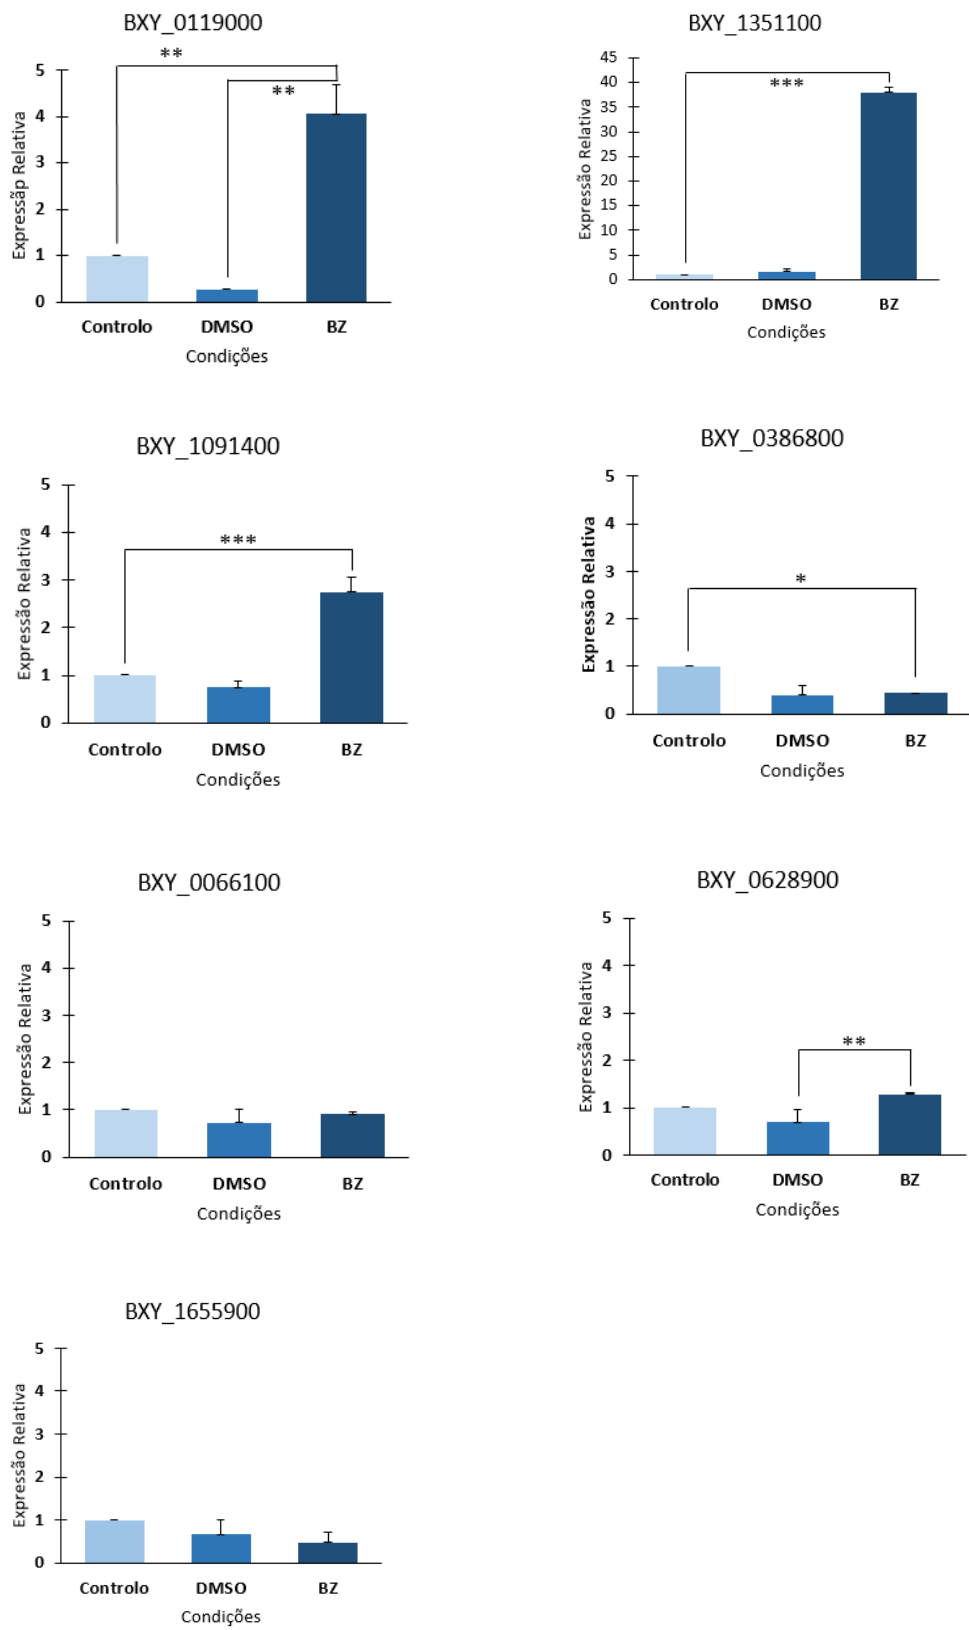 BXY_0119000
**
**
Expressãp Relativa
5
4
3
2
1
0
Controlo DMSO BZ
Condições
BXY_1351100
***
Expressão Relativa
45
40
35
30
25
20
15
10
5
0
Controlo DMSO BZ
Condições
BXY_1091400
***
Expressão Relativa
5
4
3
2
1
0
Controlo DMSO BZ
Condições
BXY_0386800
*
Expressão Relativa
5
4
3
2
1
0
Controlo DMSO BZ
Condições
BXY_0066100
Expressão Relativa
5
4
3
2
1
0
Controlo DMSO BZ
Condições
BXY_0628900
**
Expressão Relativa
5
4
3
2
1
0
Controlo DMSO BZ
Condições
BXY_1655900
Expressão Relativa
5
4
3
2
1
0
Controlo DMSO BZ
Condições